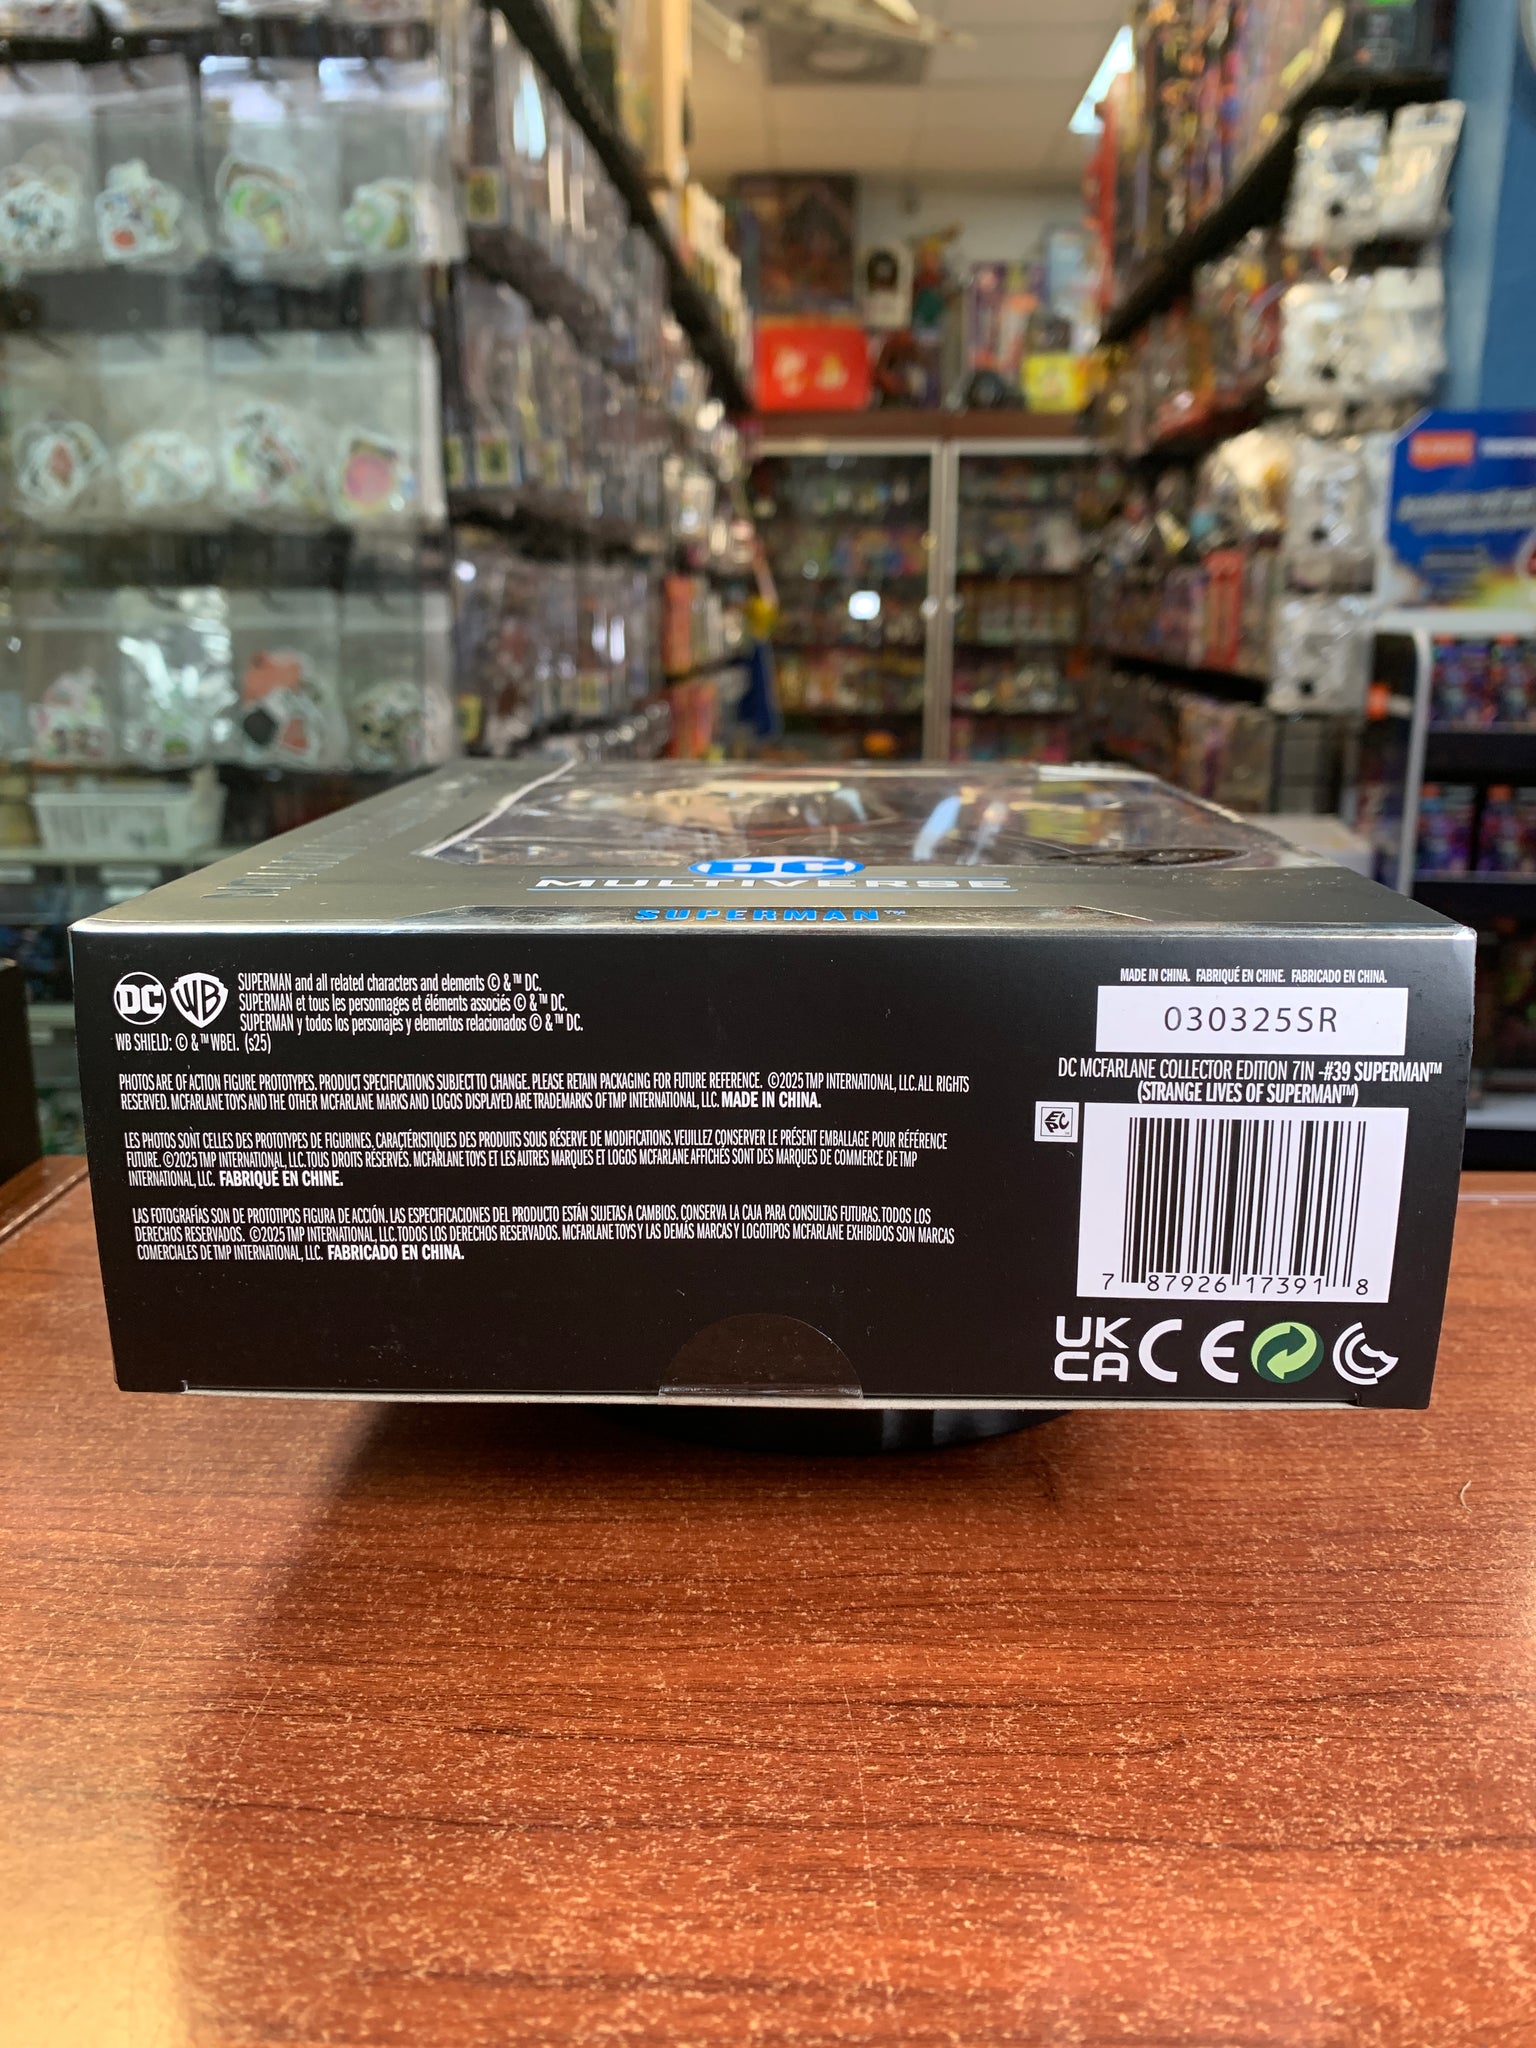 DC
MULTIVERSE
SUPERMAN™
DC WB SUPERMAN and all related characters and elements © & ™ DC.
SUPERMAN et tous les personnages et éléments associés © & ™ DC.
SUPERMAN y todos los personajes y elementos relacionados © & ™ DC.
WB SHIELD: © & ™ WBEI. (s25)
PHOTOS ARE OF ACTION FIGURE PROTOTYPES. PRODUCT SPECIFICATIONS SUBJECT TO CHANGE. PLEASE RETAIN PACKAGING FOR FUTURE REFERENCE. ©2025 TMP INTERNATIONAL, LLC. ALL RIGHTS
RESERVED. MCFARLANE TOYS AND THE OTHER MCFARLANE MARKS AND LOGOS DISPLAYED ARE TRADEMARKS OF TMP INTERNATIONAL, LLC. MADE IN CHINA.
LES PHOTOS SONT CELLES DES PROTOTYPES DE FIGURINES. CARACTÉRISTIQUES DES PRODUITS SOUS RÉSERVE DE MODIFICATIONS. VEUILLEZ CONSERVER LE PRÉSENT EMBALLAGE POUR RÉFÉRENCE
FUTURE. ©2025 TMP INTERNATIONAL, LLC. TOUS DROITS RÉSERVÉS. MCFARLANE TOYS ET LES AUTRES MARQUES ET LOGOS MCFARLANE AFFICHÉS SONT DES MARQUES DE COMMERCE DE TMP
INTERNATIONAL, LLC. FABRIQUÉ EN CHINE.
LAS FOTOGRAFÍAS SON DE PROTOTIPOS FIGURA DE ACCIÓN. LAS ESPECIFICACIONES DEL PRODUCTO ESTÁN SUJETAS A CAMBIOS. CONSERVA LA CAJA PARA CONSULTAS FUTURAS. TODOS LOS
DERECHOS RESERVADOS. ©2025 TMP INTERNATIONAL, LLC. TODOS LOS DERECHOS RESERVADOS. MCFARLANE TOYS Y LAS DEMÁS MARCAS Y LOGOTIPOS MCFARLANE EXHIBIDOS SON MARCAS
COMERCIALES DE TMP INTERNATIONAL, LLC. FABRICADO EN CHINA.
MADE IN CHINA. FABRIQUÉ EN CHINE. FABRICADO EN CHINA.
030325SR
DC MCFARLANE COLLECTOR EDITION 7IN -#39 SUPERMAN™
(STRANGE LIVES OF SUPERMAN™)
7 87926 17391 8
UK
CA CE